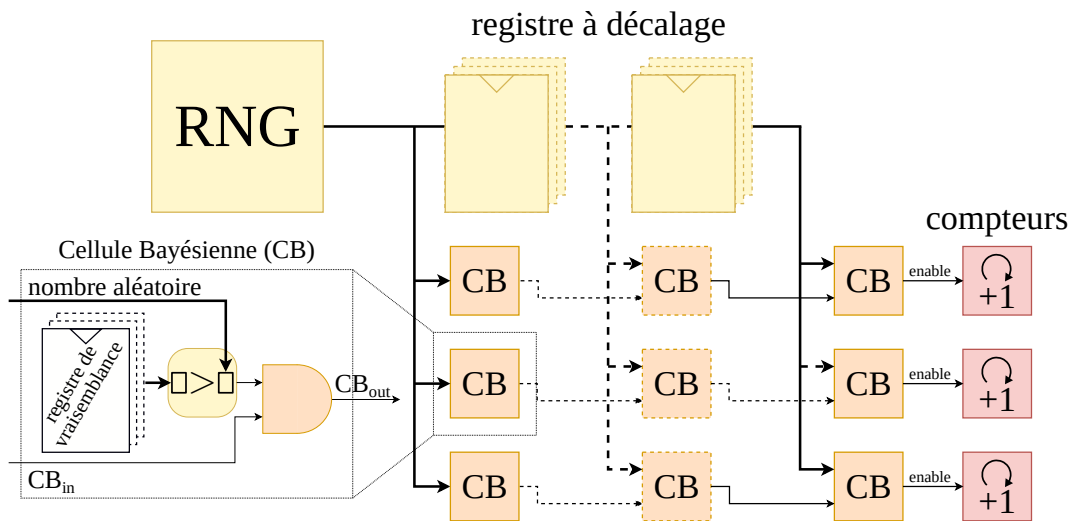 registre à décalage
RNG
compteurs
Cellule Bayésienne (CB)
nombre aléatoire
registre de
vraisemblance
>
CBout
CBin
CB
CB
CB
enable
+1
CB
CB
CB
enable
+1
CB
CB
CB
enable
+1